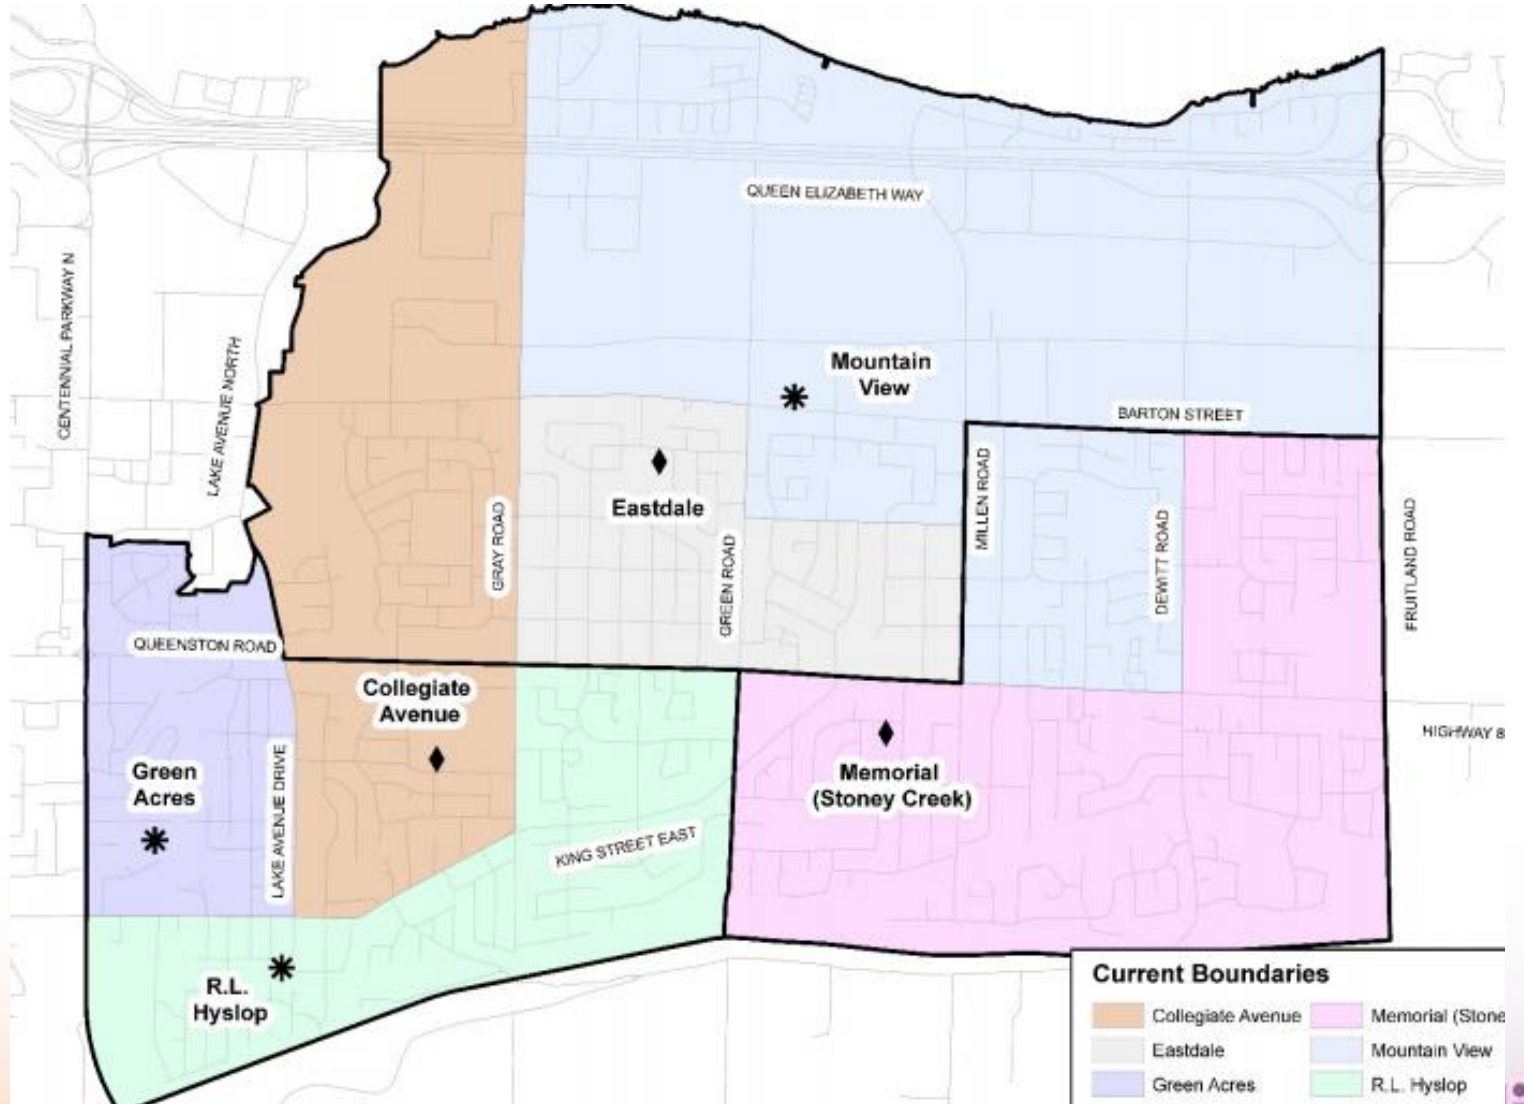 QUEEN ELIZABETH WAY
CENTENNIAL PARKWAY N
LAKE AVENUE NORTH
Mountain
View
BARTON STREET
Eastdale
GRAY ROAD
GREEN ROAD
MILLEN ROAD
DEWITT ROAD
FRUITLAND ROAD
QUEENSTON ROAD
Collegiate
Avenue
HIGHWAY 8
Green
Acres
LAKE AVENUE DRIVE
Memorial
(Stoney Creek)
KING STREET EAST
R.L.
Hyslop
Current Boundaries
Collegiate Avenue
Memorial (Stone
Eastdale
Mountain View
Green Acres
R.L. Hyslop